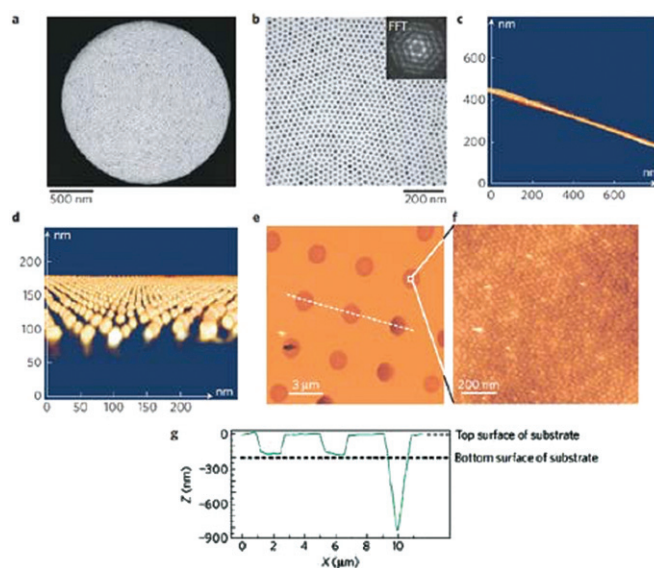 a
500 nm
b
FFT
200 nm
c
nm
800
600
400
200
0
0 200 400 600
nm
d
nm
200
150
100
50
0
0 50 100 150 200
nm
e
3 µm
f
200 nm
g
Z (nm)
0
−300
−600
−900
0 2 4 6 8 10
X (µm)
Top surface of substrate
Bottom surface of substrate